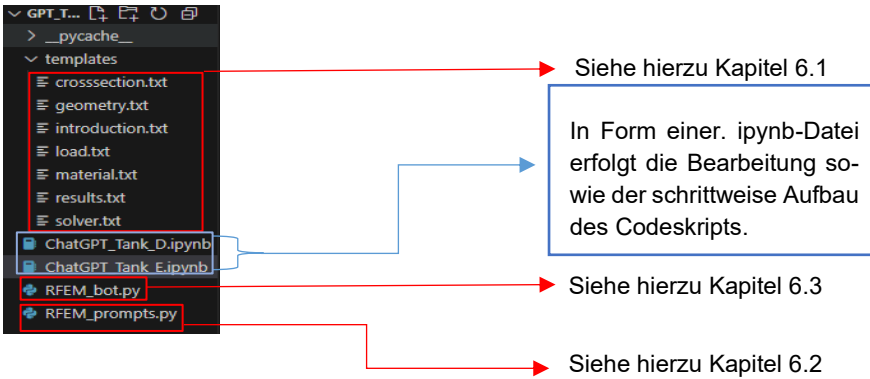 GPT_T...
__pycache__
templates
crosssection.txt
geometry.txt
introduction.txt
load.txt
material.txt
results.txt
solver.txt
ChatGPT_Tank_D.ipynb
ChatGPT_Tank_E.ipynb
RFEM_bot.py
RFEM_prompts.py
Siehe hierzu Kapitel 6.1
In Form einer. ipynb-Datei
erfolgt die Bearbeitung so-
wie der schrittweise Aufbau
des Codeskripts.
Siehe hierzu Kapitel 6.3
Siehe hierzu Kapitel 6.2